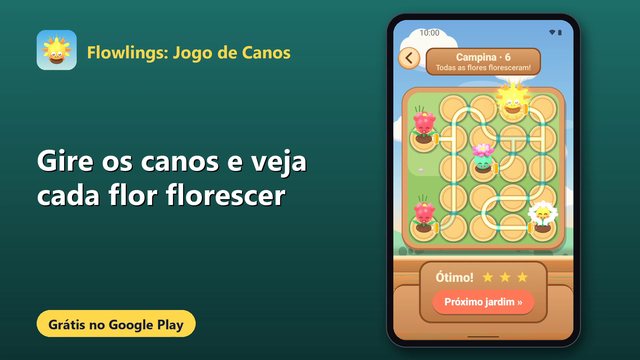 Flowlings: Jogo de Canos
Gire os canos e veja
cada flor florescer
Grátis no Google Play
10:00
Campina · 6
Todas as flores floresceram!
Ótimo!
Próximo jardim »